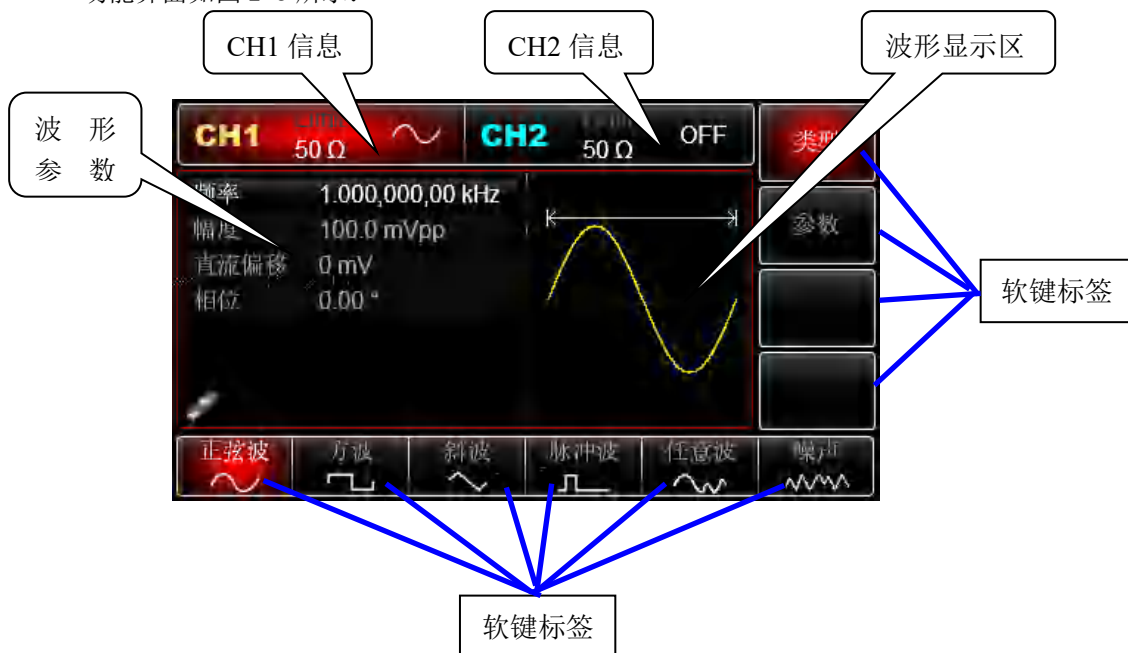 CH1 信息
CH2 信息
波形显示区
波 形
参 数
CH1
50 Ω
CH2
50 Ω
OFF
类型
频率 1.000,000,00 kHz
幅度 100.0 mVpp
直流偏移 0 mV
相位 0.00 °
参数
软键标签
正弦波
方波
斜波
脉冲波
任意波
噪声
软键标签